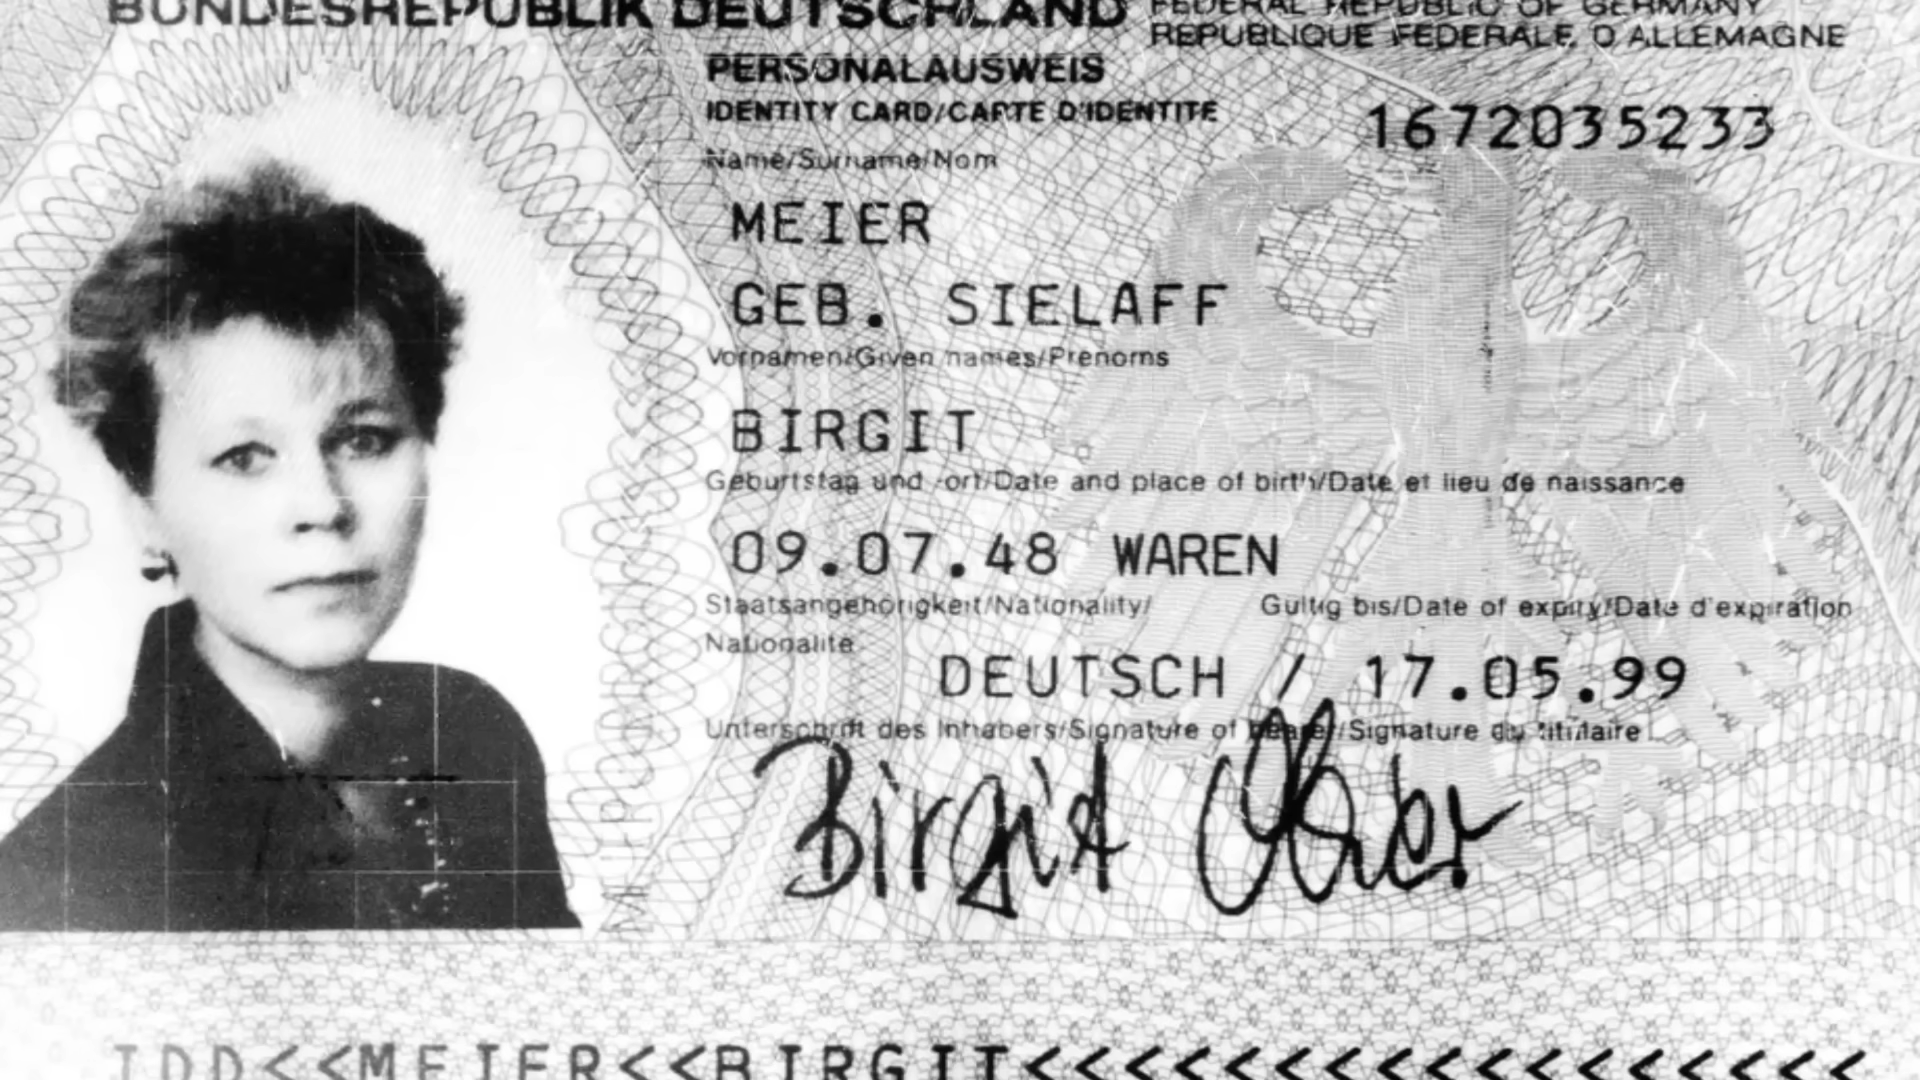 BUNDESREPUBLIK DEUTSCHLAND
FEDERAL REPUBLIC OF GERMANY
REPUBLIQUE FEDERALE D'ALLEMAGNE
PERSONALAUSWEIS
IDENTITY CARD/CARTE D'IDENTITE
1672035233
Name/Surname/Nom
MEIER
GEB. SIELAFF
Vornamen/Given names/Prenoms
BIRGIT
Geburtstag und -ort/Date and place of birth/Date et lieu de naissance
09.07.48 WAREN
Staatsangehörigkeit/Nationality/
Nationalité
Gültig bis/Date of expiry/Date d'expiration
DEUTSCH / 17.05.99
Unterschrift des Inhabers/Signature of bearer/Signature du titulaire
Birgit Meier
IDD<<MEIER<<BIRGIT<<<<<<<<<<<<<<<<<<